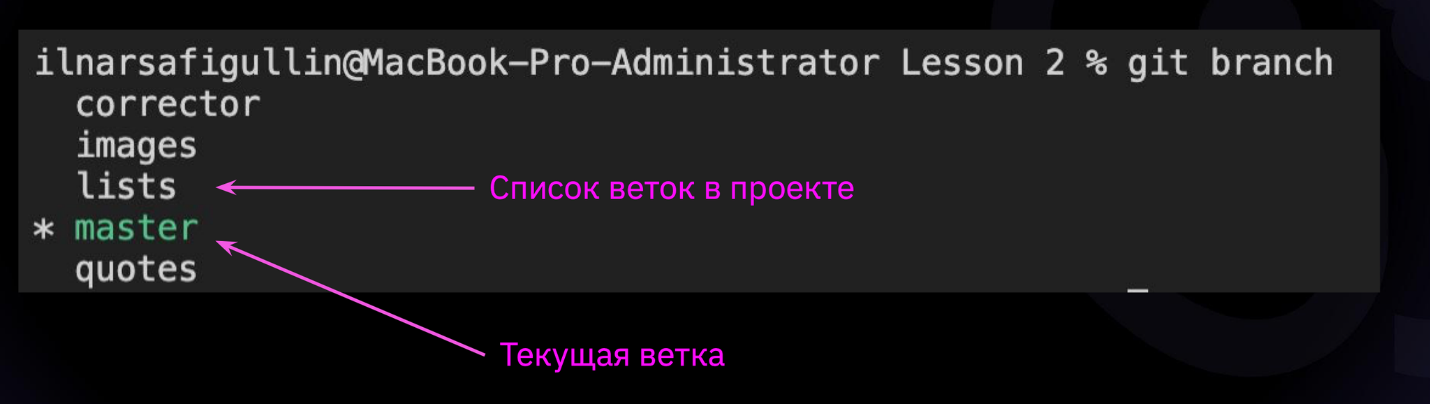 ilnarsafigullin@MacBook-Pro-Administrator Lesson 2 % git branch
corrector
images
lists
Список веток в проекте
* master
quotes
Текущая ветка